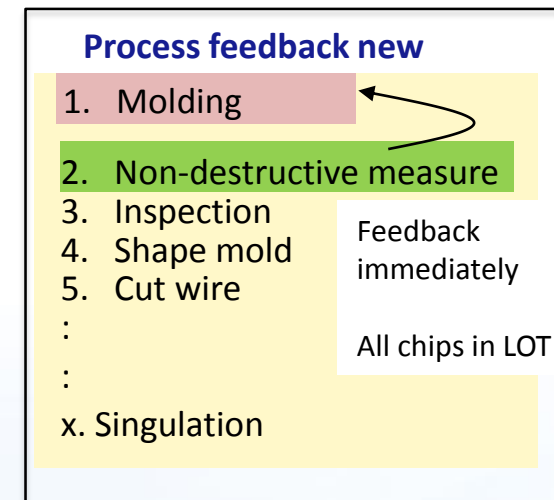 Process feedback new
1. Molding
2. Non-destructive measure
3. Inspection
4. Shape mold
5. Cut wire
:
:
x. Singulation
Feedback
immediately
All chips in LOT